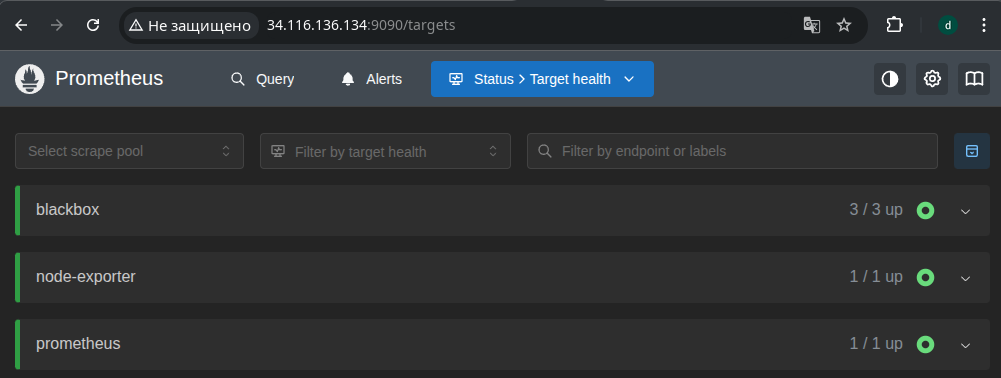 Не защищено 34.116.136.134:9090/targets d
Prometheus Query Alerts Status > Target health
Select scrape pool Filter by target health Filter by endpoint or labels
blackbox 3 / 3 up
node-exporter 1 / 1 up
prometheus 1 / 1 up